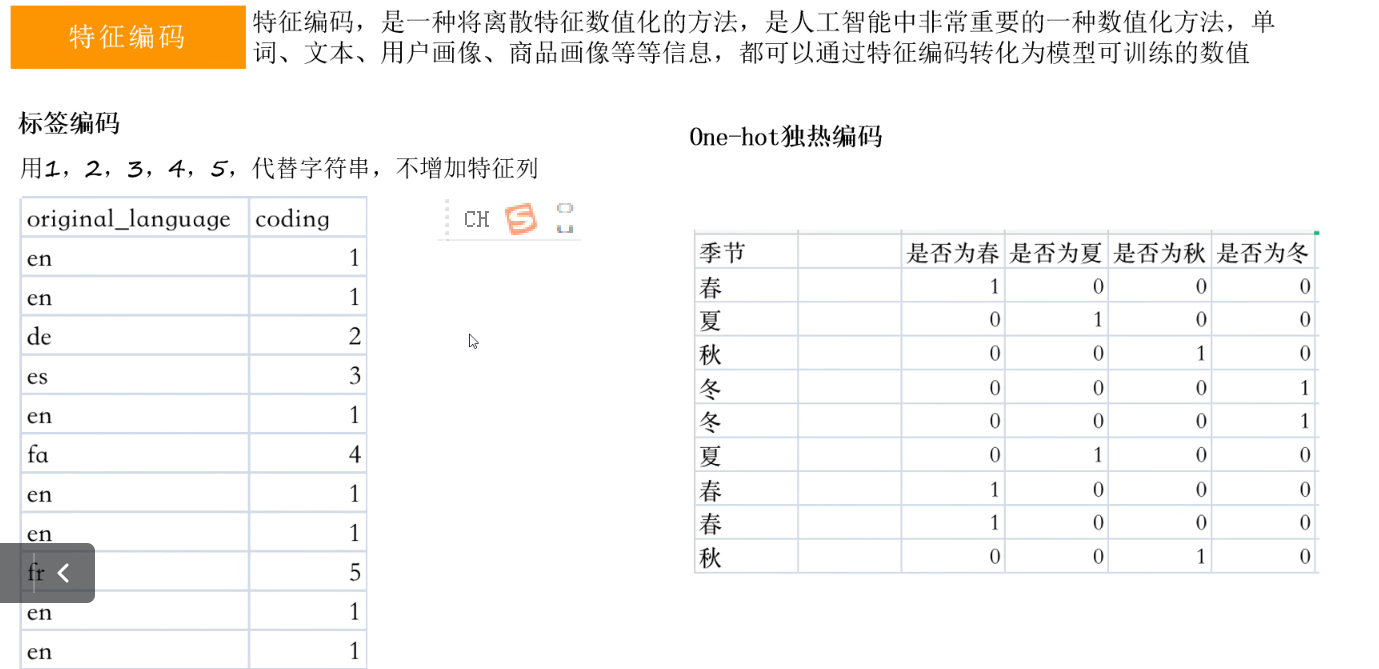 特征编码
特征编码，是一种将离散特征数值化的方法，是人工智能中非常重要的一种数值化方法，单
词、文本、用户画像、商品画像等等信息，都可以通过特征编码转化为模型可训练的数值
标签编码
用1，2，3，4，5，代替字符串，不增加特征列
original_language coding
en 1
en 1
de 2
es 3
en 1
fa 4
en 1
en 1
fr 5
en 1
en 1
CH S
One-hot独热编码
季节 是否为春 是否为夏 是否为秋 是否为冬
春 1 0 0 0
夏 0 1 0 0
秋 0 0 1 0
冬 0 0 0 1
冬 0 0 0 1
夏 0 1 0 0
春 1 0 0 0
春 1 0 0 0
秋 0 0 1 0